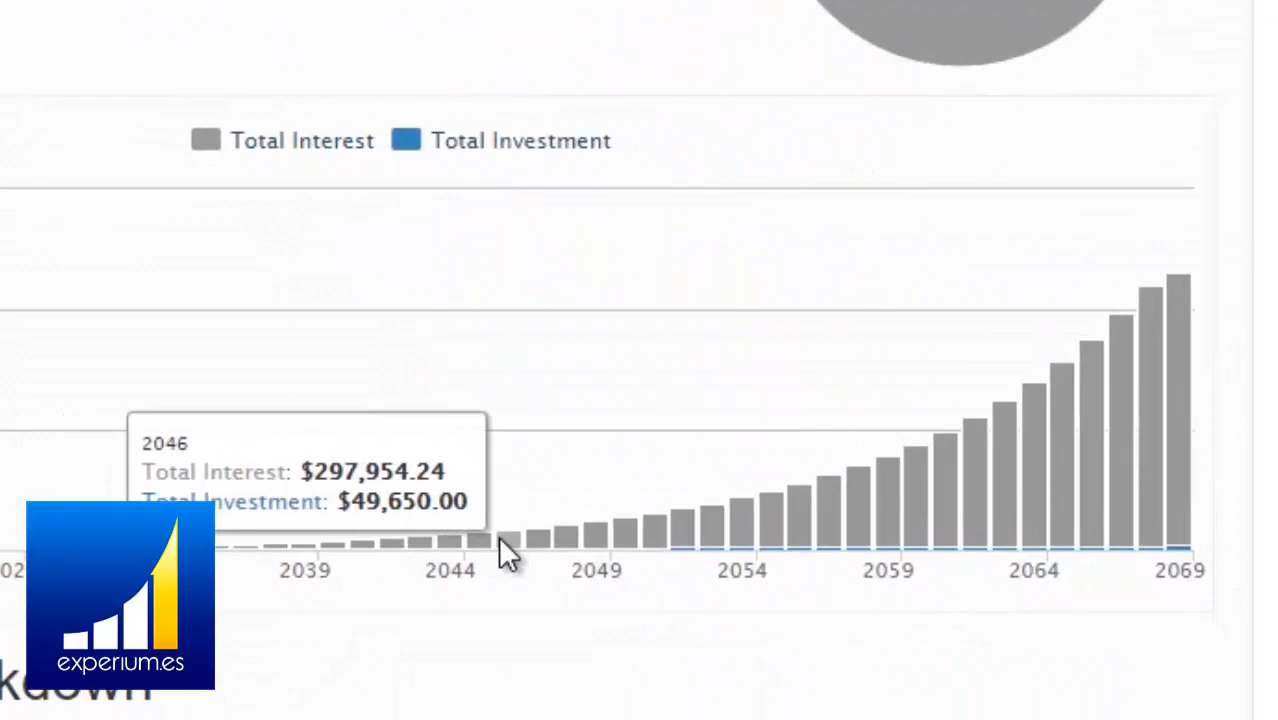 Total Interest Total Investment
2046
Total Interest: $297,954.24
Total Investment: $49,650.00
2039 2044 2049 2054 2059 2064 2069
experium.es